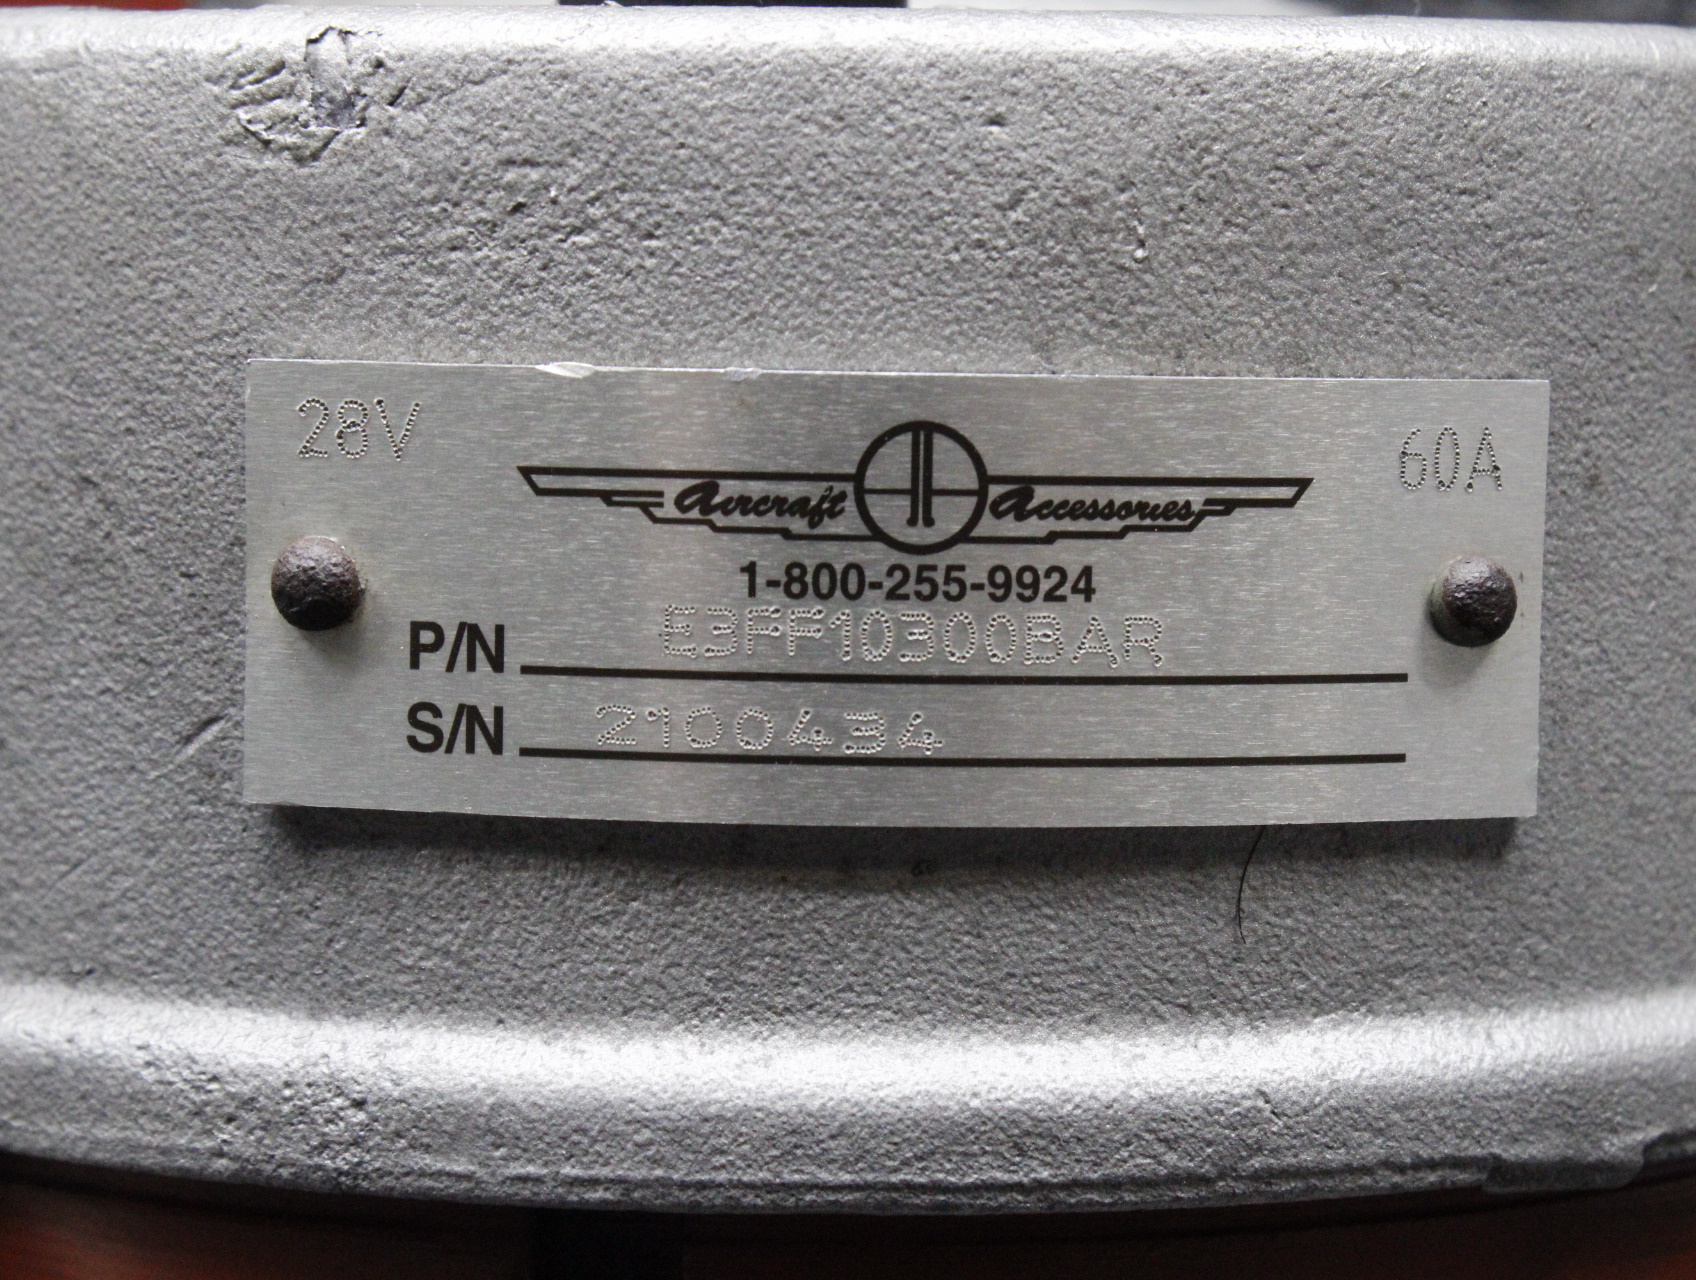 28V 60A
Aircraft Accessories
1-800-255-9924
P/N E3FF10300BAR
S/N 2100434